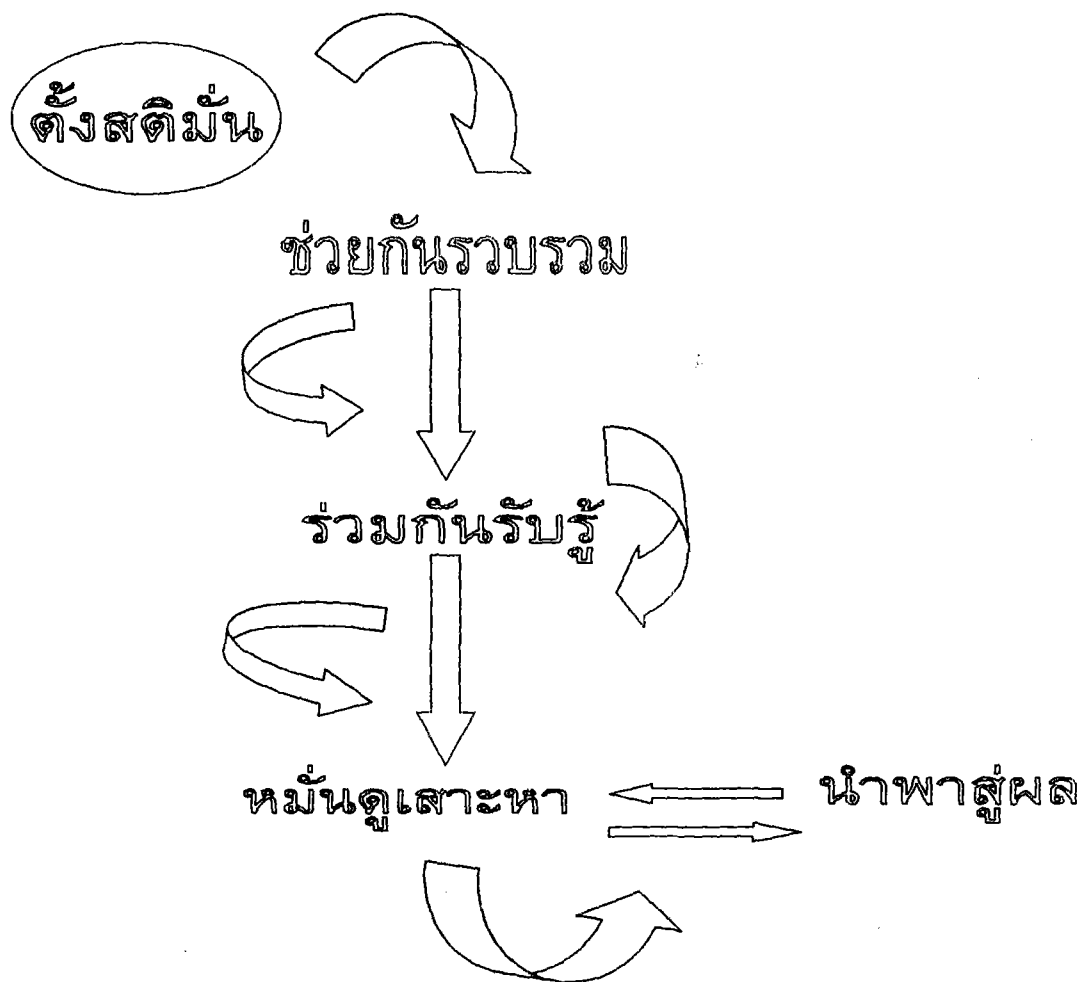 ตั้งสติมั่น
ช่วยกันรวบรวม
ร่วมกันรับรู้
หมั่นดูเสาะหา
นำพาสู่ผล